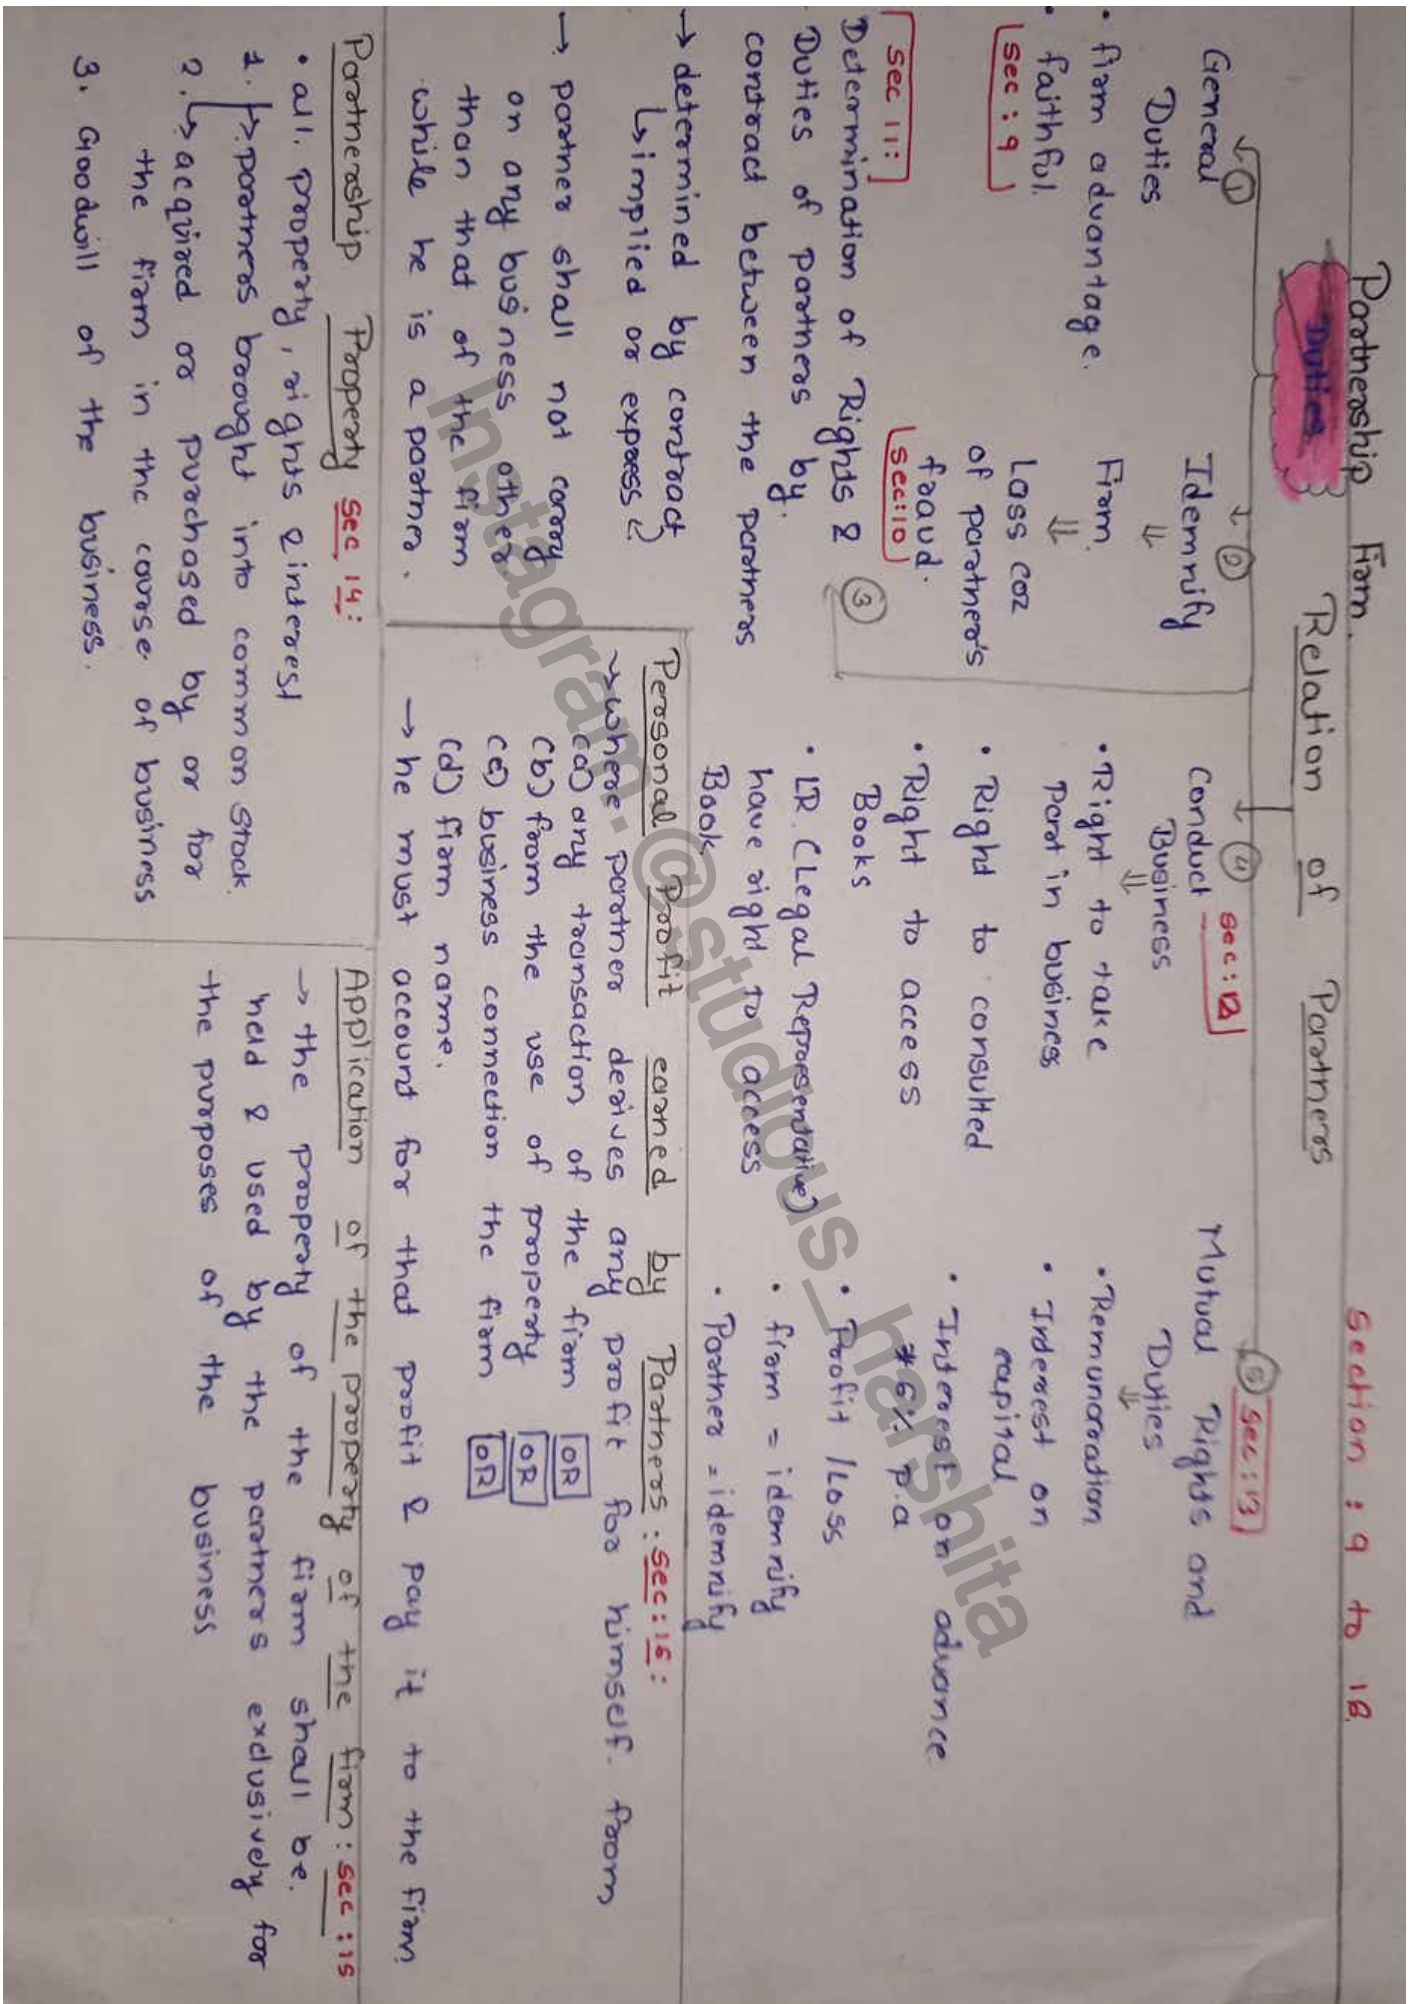 Partnership Firm.
section : 9 to 18.
Duties
Relation of Partners
①
General
Duties
• firm advantage.
• faithful.
sec : 9
②
Idemnify
Firm
Loss coz
of partner's
fraud.
sec:10
③
sec 11:
Determination of Rights &
Duties of partners by.
contract between the partners
→ determined by contract
↳ implied or express
→ partner shall not carry
on any business other
than that of the firm
while he is a partner.
④ sec:12
Conduct
Business
• Right to take
Part in busines
• Right to consulted
• Right to access
Books
• LR (Legal Representative)
have right to access
Book
⑤ sec:13
Mutual Rights and
Duties
• Remunaration
• Interest on
capital
• Interest on advance
* 6% p.a
• Profit / Loss
• firm = idemnify
• Partner = idemnify
Personal Profit earned by Partners : sec:16 :
→ where partner derives any profit for himself from
(a) any transaction of the firm OR
(b) from the use of property OR
(c) business connection the firm OR
(d) firm name.
→ he must account for that profit & pay it to the firm
Partnership Property sec 14:
• all. property, rights & interest
1. ↳ partners brought into common stock
2. ↳ acquired or purchased by or for
the firm in the course of business
3. Goodwill of the business.
Application of the property of the firm : sec :15
→ the property of the firm shall be.
held & used by the partners exclusively for
the purposes of the business
Instagram:@studious_harshita